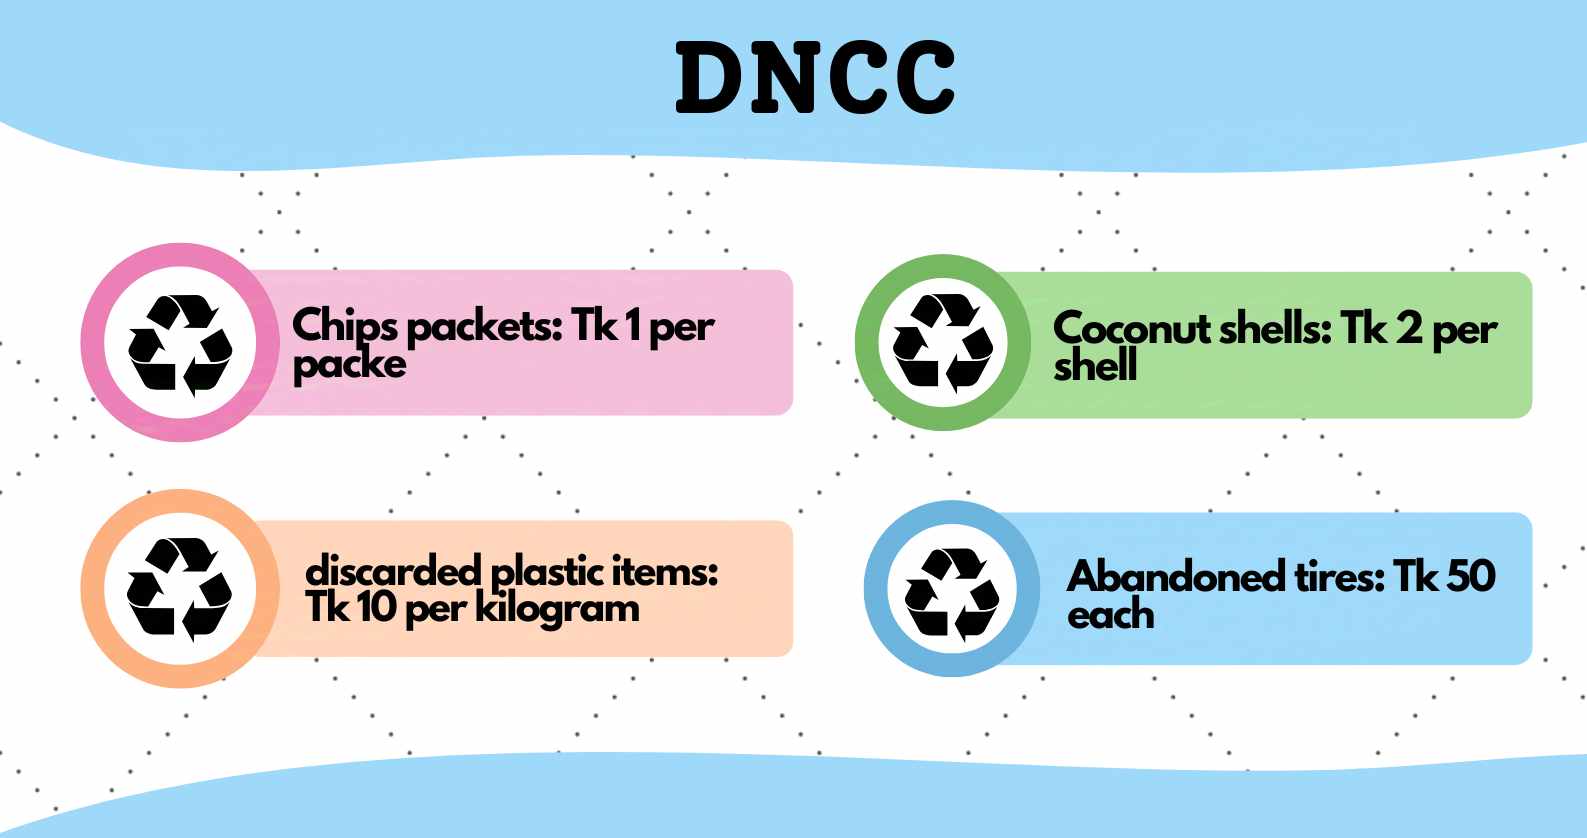 DNCC
Chips packets: Tk 1 per
packe
Coconut shells: Tk 2 per
shell
discarded plastic items:
Tk 10 per kilogram
Abandoned tires: Tk 50
each